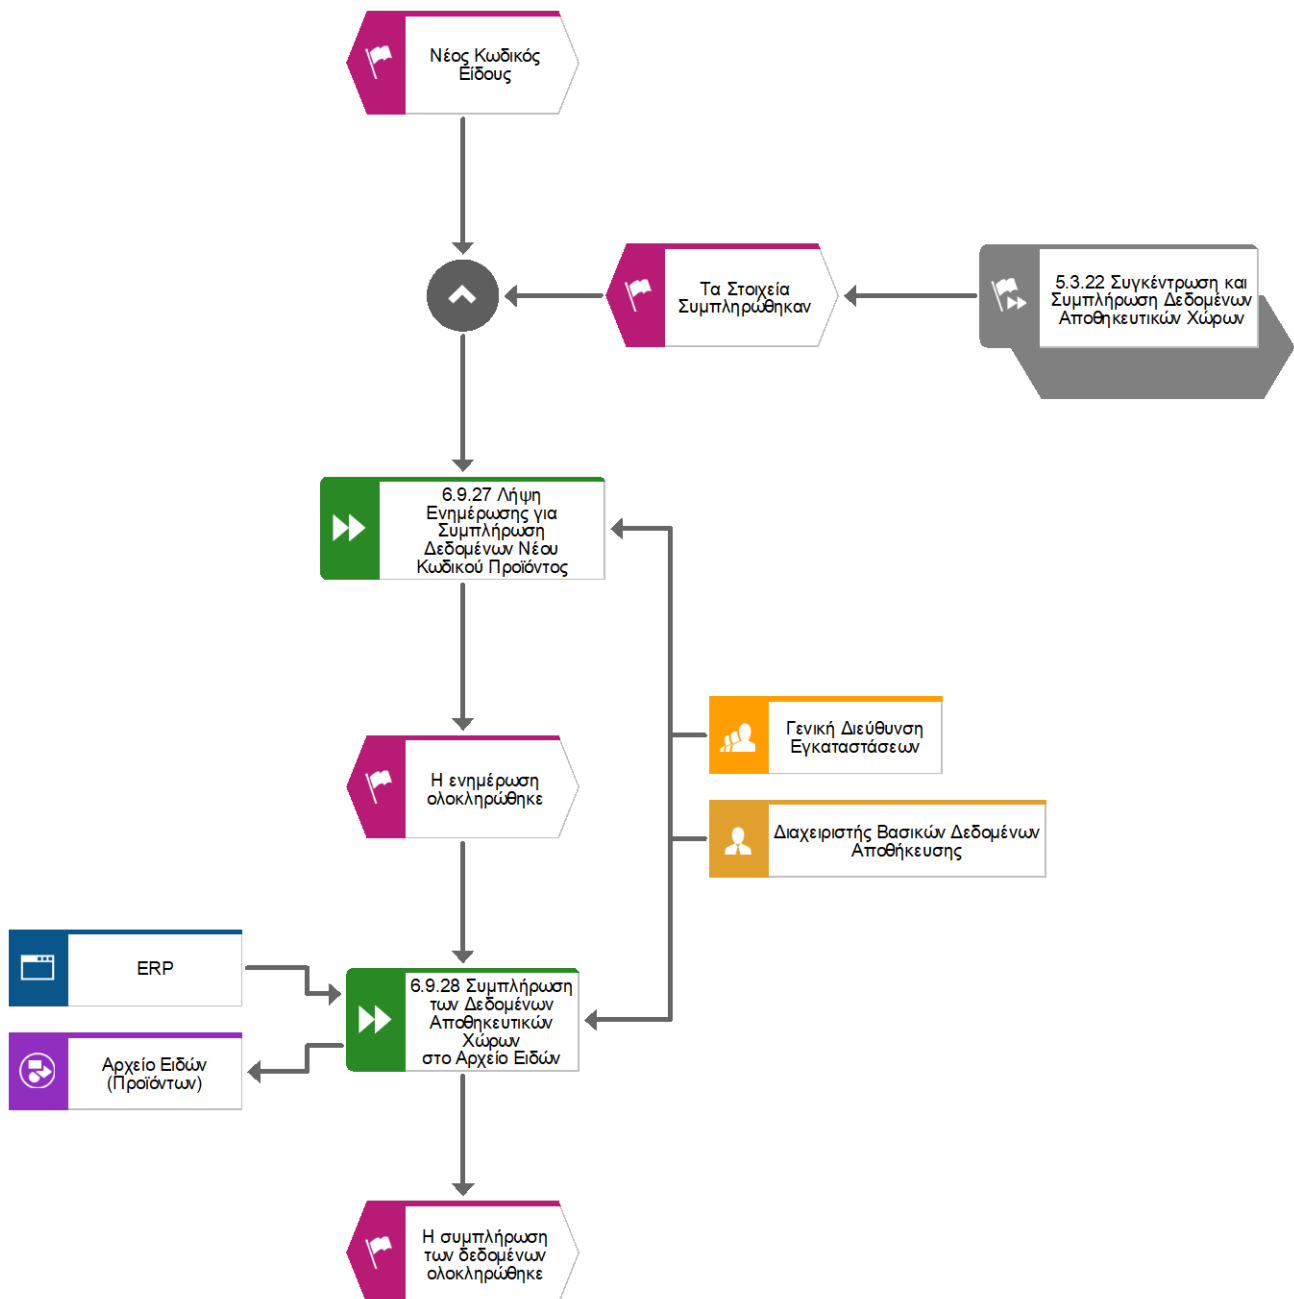 Νέος Κωδικός
Είδους
Τα Στοιχεία
Συμπληρώθηκαν
5.3.22 Συγκέντρωση και
Συμπλήρωση Δεδομένων
Αποθηκευτικών Χώρων
6.9.27 Λήψη
Ενημέρωσης για
Συμπλήρωση
Δεδομένων Νέου
Κωδικού Προϊόντος
Γενική Διεύθυνση
Εγκαταστάσεων
Η ενημέρωση
ολοκληρώθηκε
Διαχειριστής Βασικών Δεδομένων
Αποθήκευσης
ERP
6.9.28 Συμπλήρωση
των Δεδομένων
Αποθηκευτικών
Χώρων
στο Αρχείο Ειδών
Αρχείο Ειδών
(Προϊόντων)
Η συμπλήρωση
των δεδομένων
ολοκληρώθηκε